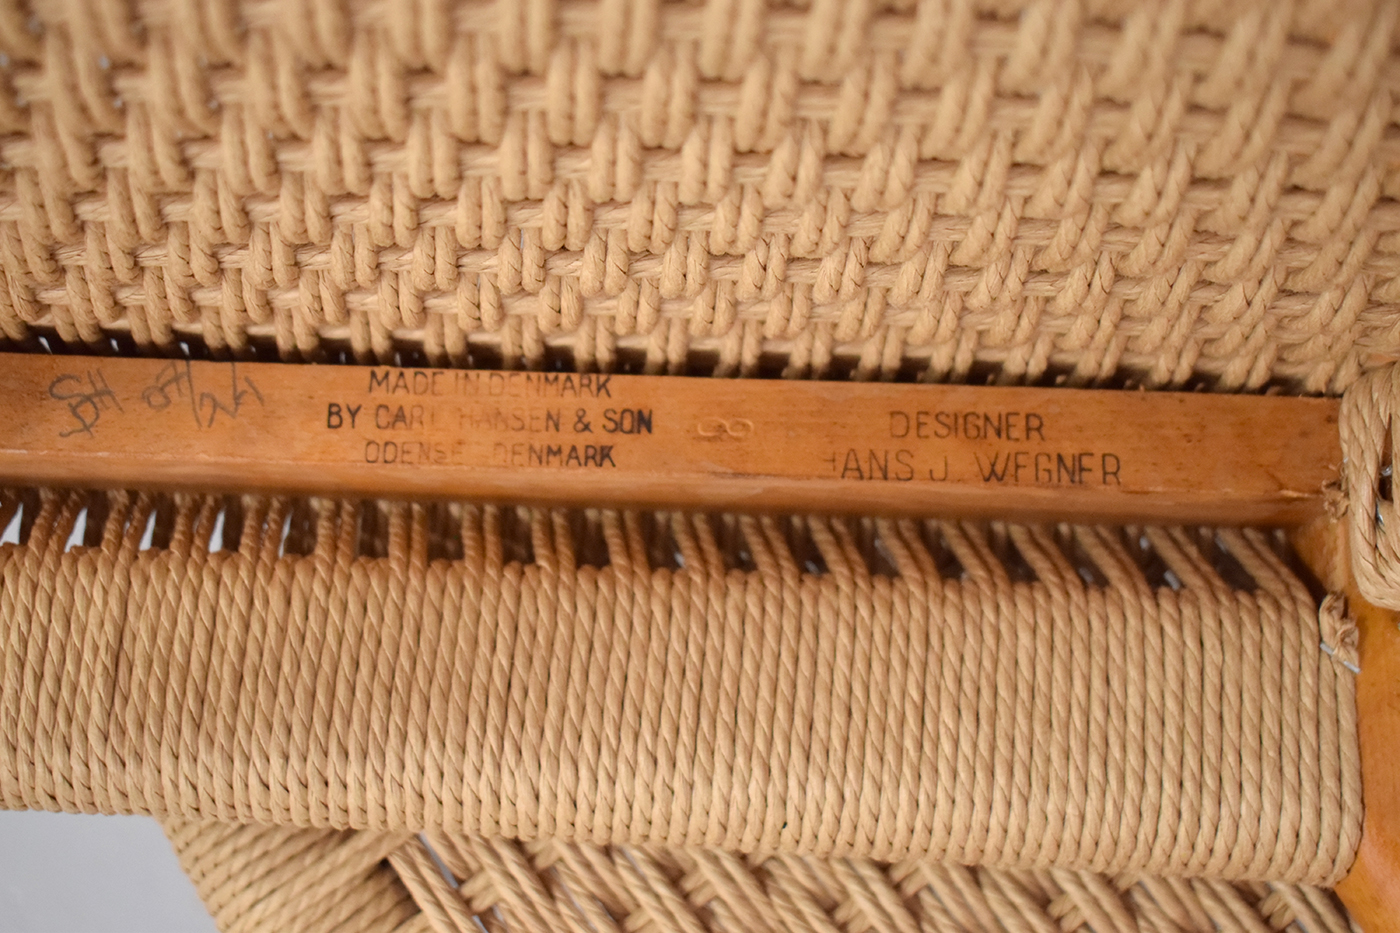 MADE IN DENMARK
BY CARL HANSEN & SON
ODENSE DENMARK
DESIGNER
HANS J. WEGNER